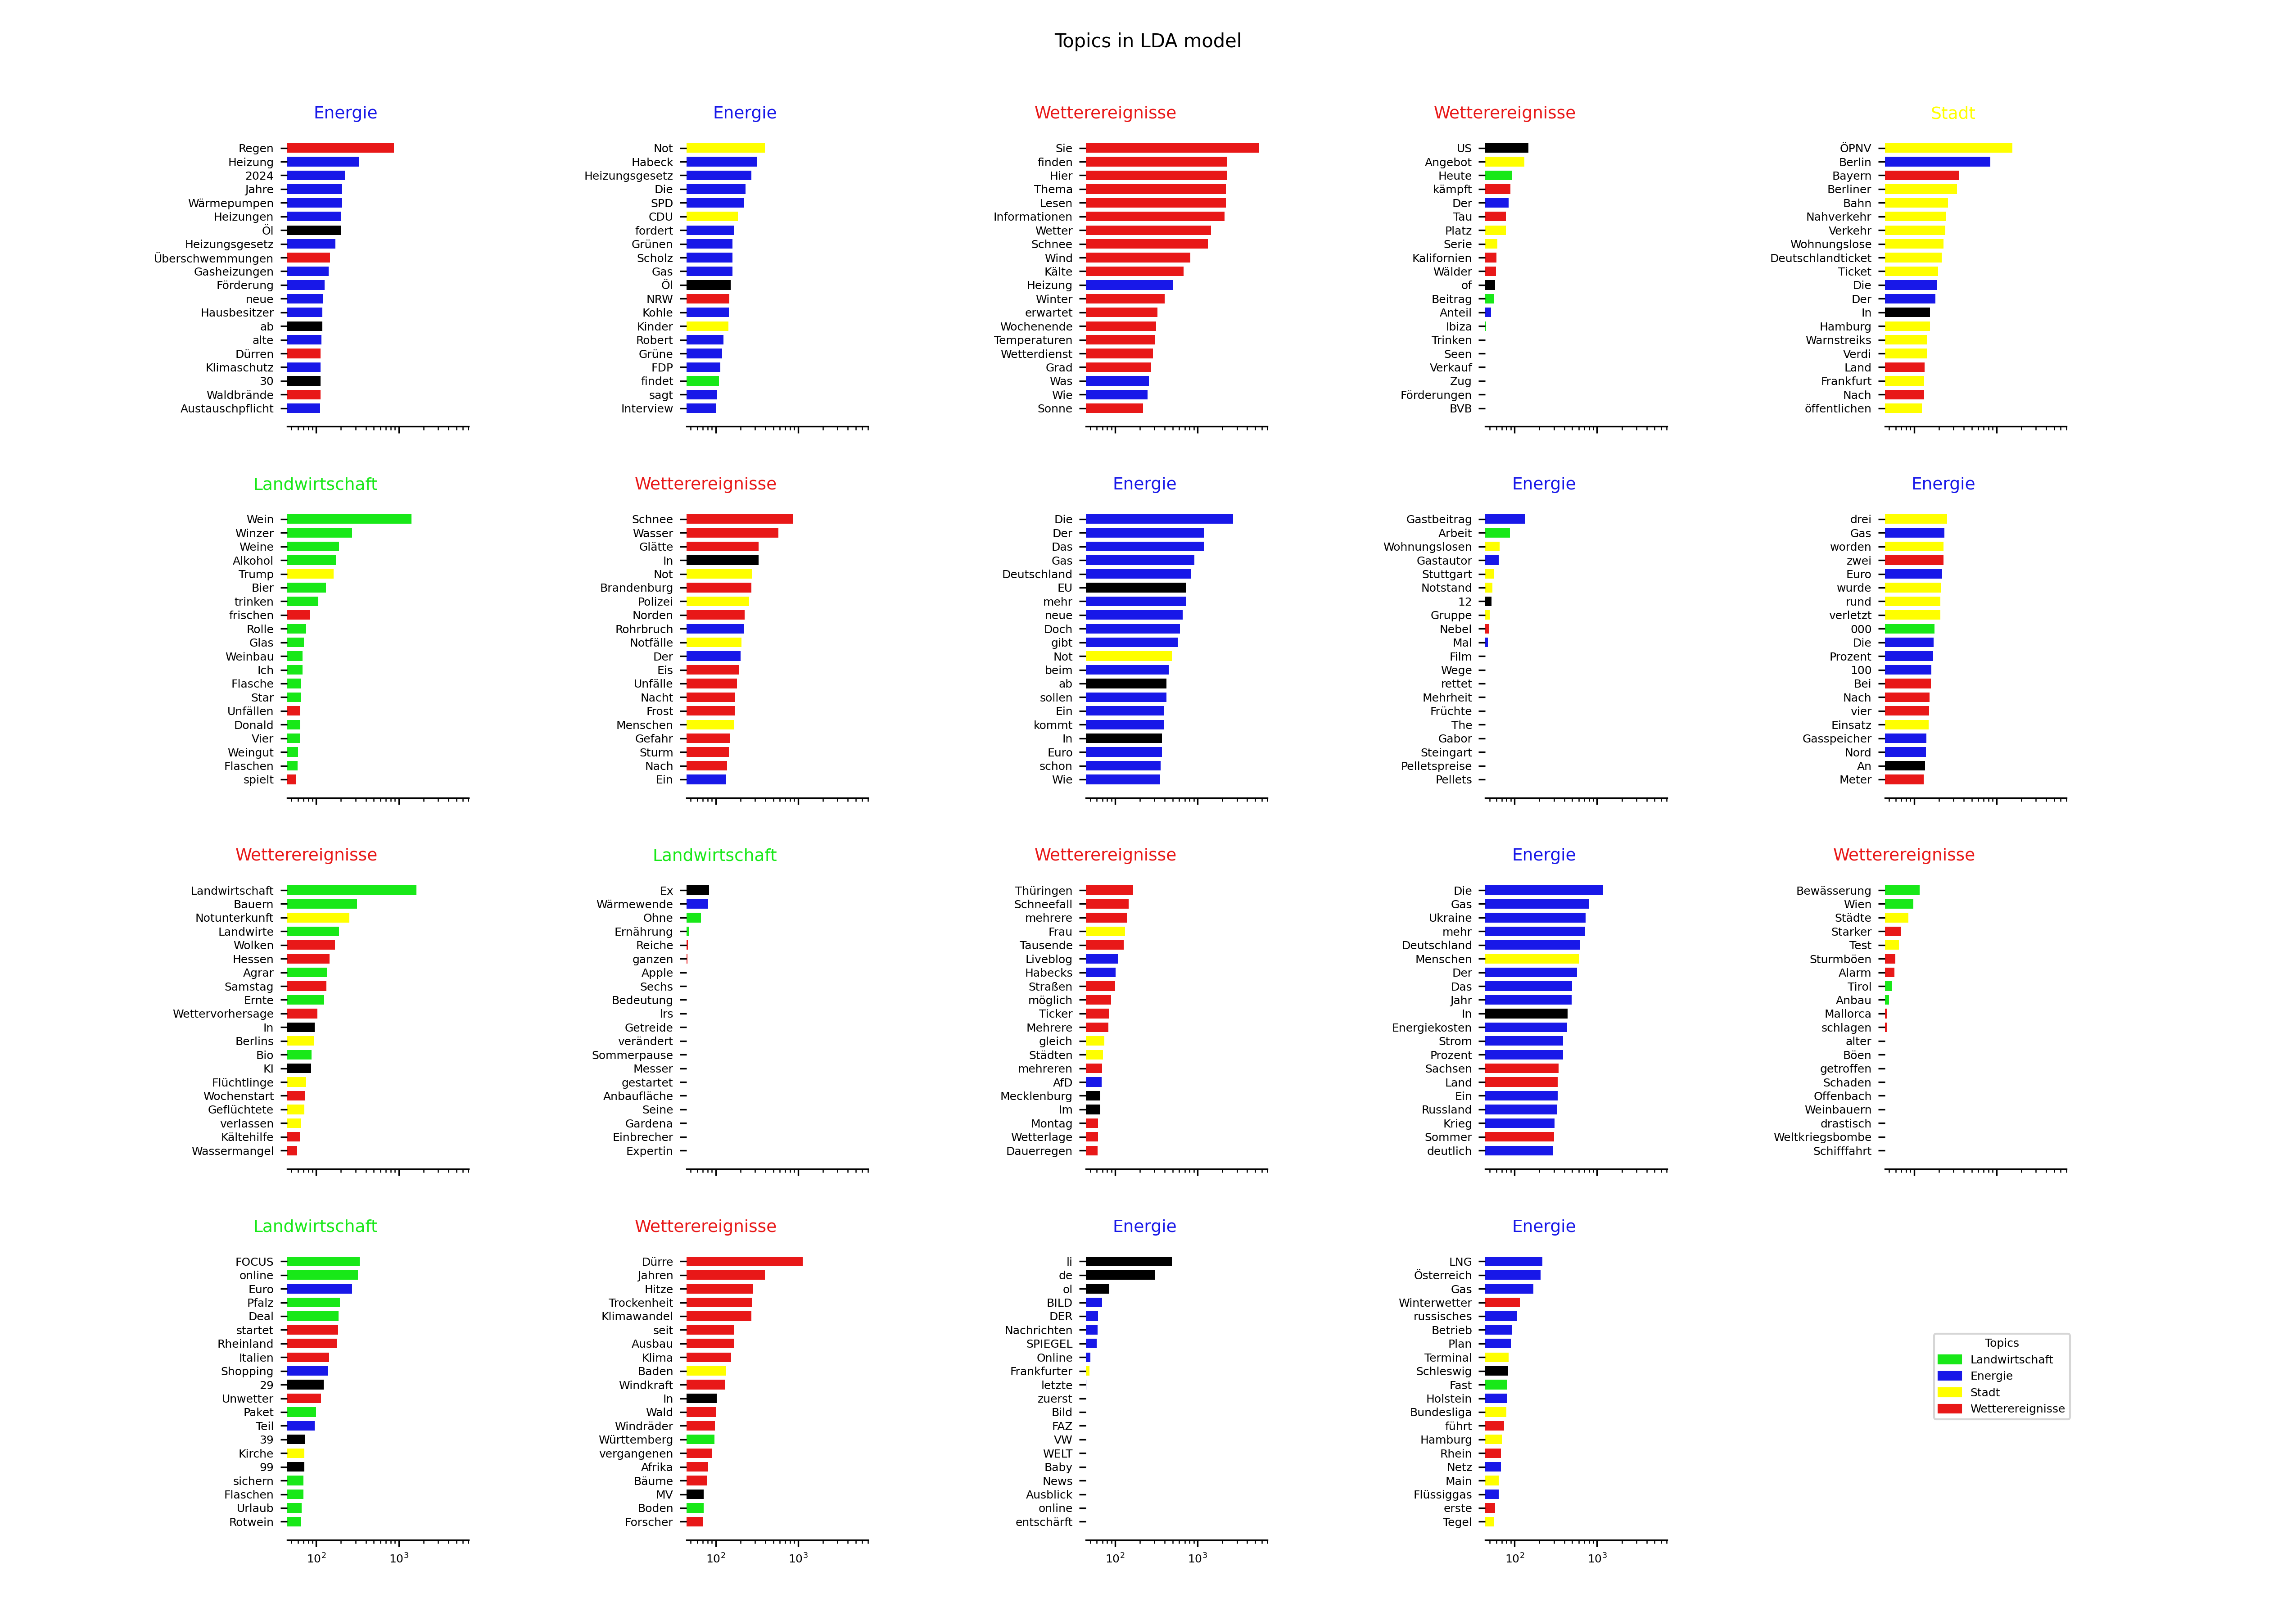 Topics in LDA model
Energie
Regen
Heizung
2024
Jahre
Wärmepumpen
Heizungen
Öl
Heizungsgesetz
Überschwemmungen
Gasheizungen
Förderung
neue
Hausbesitzer
ab
alte
Dürren
Klimaschutz
30
Waldbrände
Austauschpflicht
Energie
Not
Habeck
Heizungsgesetz
Die
SPD
CDU
fordert
Grünen
Scholz
Gas
Öl
NRW
Kohle
Kinder
Robert
Grüne
FDP
findet
sagt
Interview
Wetterereignisse
Sie
finden
Hier
Thema
Lesen
Informationen
Wetter
Schnee
Wind
Kälte
Heizung
Winter
erwartet
Wochenende
Temperaturen
Wetterdienst
Grad
Was
Wie
Sonne
Wetterereignisse
US
Angebot
Heute
kämpft
Der
Tau
Platz
Serie
Kalifornien
Wälder
of
Beitrag
Anteil
Ibiza
Trinken
Seen
Verkauf
Zug
Förderungen
BVB
Stadt
ÖPNV
Berlin
Bayern
Berliner
Bahn
Nahverkehr
Verkehr
Wohnungslose
Deutschlandticket
Ticket
Die
Der
In
Hamburg
Warnstreiks
Verdi
Land
Frankfurt
Nach
öffentlichen
Landwirtschaft
Wein
Winzer
Weine
Alkohol
Trump
Bier
trinken
frischen
Rolle
Glas
Weinbau
Ich
Flasche
Star
Unfällen
Donald
Vier
Weingut
Flaschen
spielt
Wetterereignisse
Schnee
Wasser
Glätte
In
Not
Brandenburg
Polizei
Norden
Rohrbruch
Notfälle
Der
Eis
Unfälle
Nacht
Frost
Menschen
Gefahr
Sturm
Nach
Ein
Energie
Die
Der
Das
Gas
Deutschland
EU
mehr
neue
Doch
gibt
Not
beim
ab
sollen
Ein
kommt
In
Euro
schon
Wie
Energie
Gastbeitrag
Arbeit
Wohnungslosen
Gastautor
Stuttgart
Notstand
12
Gruppe
Nebel
Mal
Film
Wege
rettet
Mehrheit
Früchte
The
Gabor
Steingart
Pelletspreise
Pellets
Energie
drei
Gas
worden
zwei
Euro
wurde
rund
verletzt
000
Die
Prozent
100
Bei
Nach
vier
Einsatz
Gasspeicher
Nord
An
Meter
Wetterereignisse
Landwirtschaft
Bauern
Notunterkunft
Landwirte
Wolken
Hessen
Agrar
Samstag
Ernte
Wettervorhersage
In
Berlins
Bio
KI
Flüchtlinge
Wochenstart
Geflüchtete
verlassen
Kältehilfe
Wassermangel
Landwirtschaft
Ex
Wärmewende
Ohne
Ernährung
Reiche
ganzen
Apple
Sechs
Bedeutung
Irs
Getreide
verändert
Sommerpause
Messer
gestartet
Anbaufläche
Seine
Gardena
Einbrecher
Expertin
Wetterereignisse
Thüringen
Schneefall
mehrere
Frau
Tausende
Liveblog
Habecks
Straßen
möglich
Ticker
Mehrere
gleich
Städten
mehreren
AfD
Mecklenburg
Im
Montag
Wetterlage
Dauerregen
Energie
Die
Gas
Ukraine
mehr
Deutschland
Menschen
Der
Das
Jahr
In
Energiekosten
Strom
Prozent
Sachsen
Land
Ein
Russland
Krieg
Sommer
deutlich
Wetterereignisse
Bewässerung
Wien
Städte
Starker
Test
Sturmböen
Alarm
Tirol
Anbau
Mallorca
schlagen
alter
Böen
getroffen
Schaden
Offenbach
Weinbauern
drastisch
Weltkriegsbombe
Schifffahrt
Landwirtschaft
FOCUS
online
Euro
Pfalz
Deal
startet
Rheinland
Italien
Shopping
29
Unwetter
Paket
Teil
39
Kirche
99
sichern
Flaschen
Urlaub
Rotwein
10² 10³
Wetterereignisse
Dürre
Jahren
Hitze
Trockenheit
Klimawandel
seit
Ausbau
Klima
Baden
Windkraft
In
Wald
Windräder
Württemberg
vergangenen
Afrika
Bäume
MV
Boden
Forscher
10² 10³
Energie
li
de
ol
BILD
DER
Nachrichten
SPIEGEL
Online
Frankfurter
letzte
zuerst
Bild
FAZ
VW
WELT
Baby
News
Ausblick
online
entschärft
10² 10³
Energie
LNG
Österreich
Gas
Winterwetter
russisches
Betrieb
Plan
Terminal
Schleswig
Fast
Holstein
Bundesliga
führt
Hamburg
Rhein
Netz
Main
Flüssiggas
erste
Tegel
10² 10³
Topics
Landwirtschaft
Energie
Stadt
Wetterereignisse